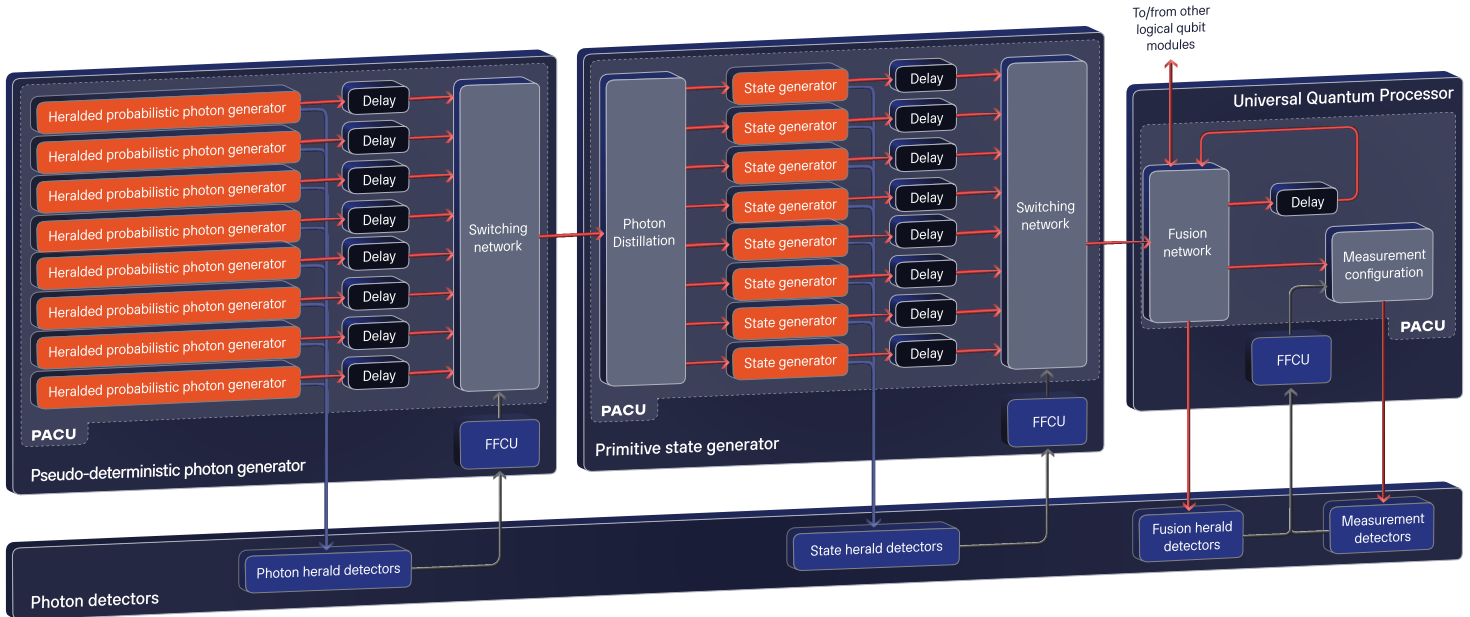 To/from other
logical qubit
modules
Heralded probabilistic photon generator
Heralded probabilistic photon generator
Heralded probabilistic photon generator
Heralded probabilistic photon generator
Heralded probabilistic photon generator
Heralded probabilistic photon generator
Heralded probabilistic photon generator
Heralded probabilistic photon generator
Delay
Delay
Delay
Delay
Delay
Delay
Delay
Delay
Switching
network
PACU
FFCU
Pseudo-deterministic photon generator
Photon
Distillation
State generator
State generator
State generator
State generator
State generator
State generator
State generator
State generator
Delay
Delay
Delay
Delay
Delay
Delay
Delay
Delay
Switching
network
PACU
FFCU
Primitive state generator
Universal Quantum Processor
Fusion
network
Delay
Measurement
configuration
PACU
FFCU
Photon herald detectors
State herald detectors
Fusion herald
detectors
Measurement
detectors
Photon detectors